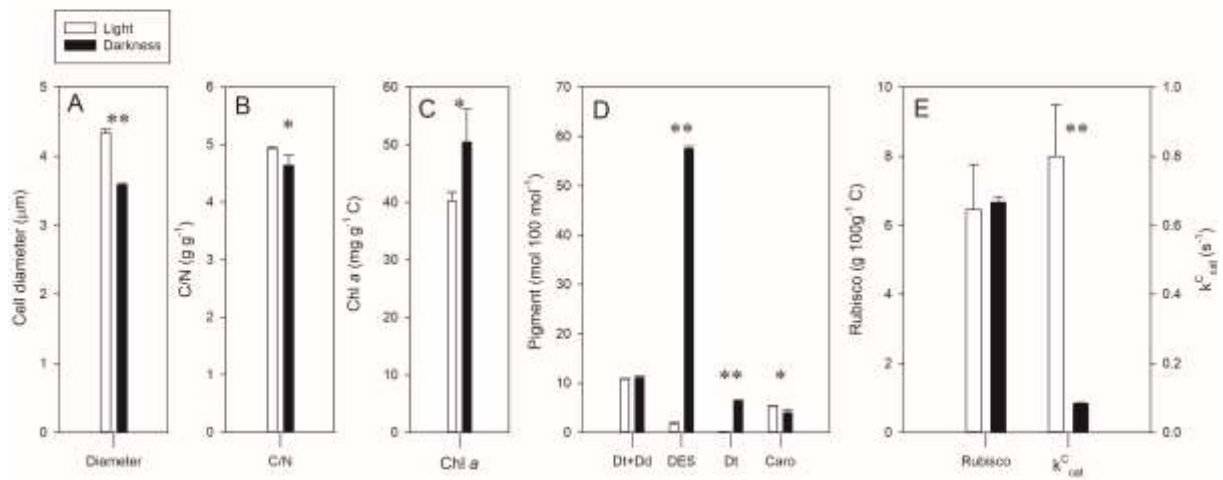 Light
Darkness
A
**
Cell diameter (μm)
5
4
3
2
1
0
Diameter
B
*
C/N (g g⁻¹)
6
5
4
3
2
1
0
C/N
C
*
Chl a (mg g⁻¹ C)
60
50
40
30
20
10
0
Chl a
D
**
**
*
Pigment (mol 100 mol⁻¹)
70
60
50
40
30
20
10
0
Dt+Dd DES Dt Caro
E
**
Rubisco (g 100g⁻¹ C)
10
8
6
4
2
0
Rubisco kᶜcat
1.0
0.8
0.6
0.4
0.2
0.0
kᶜcat (s⁻¹)